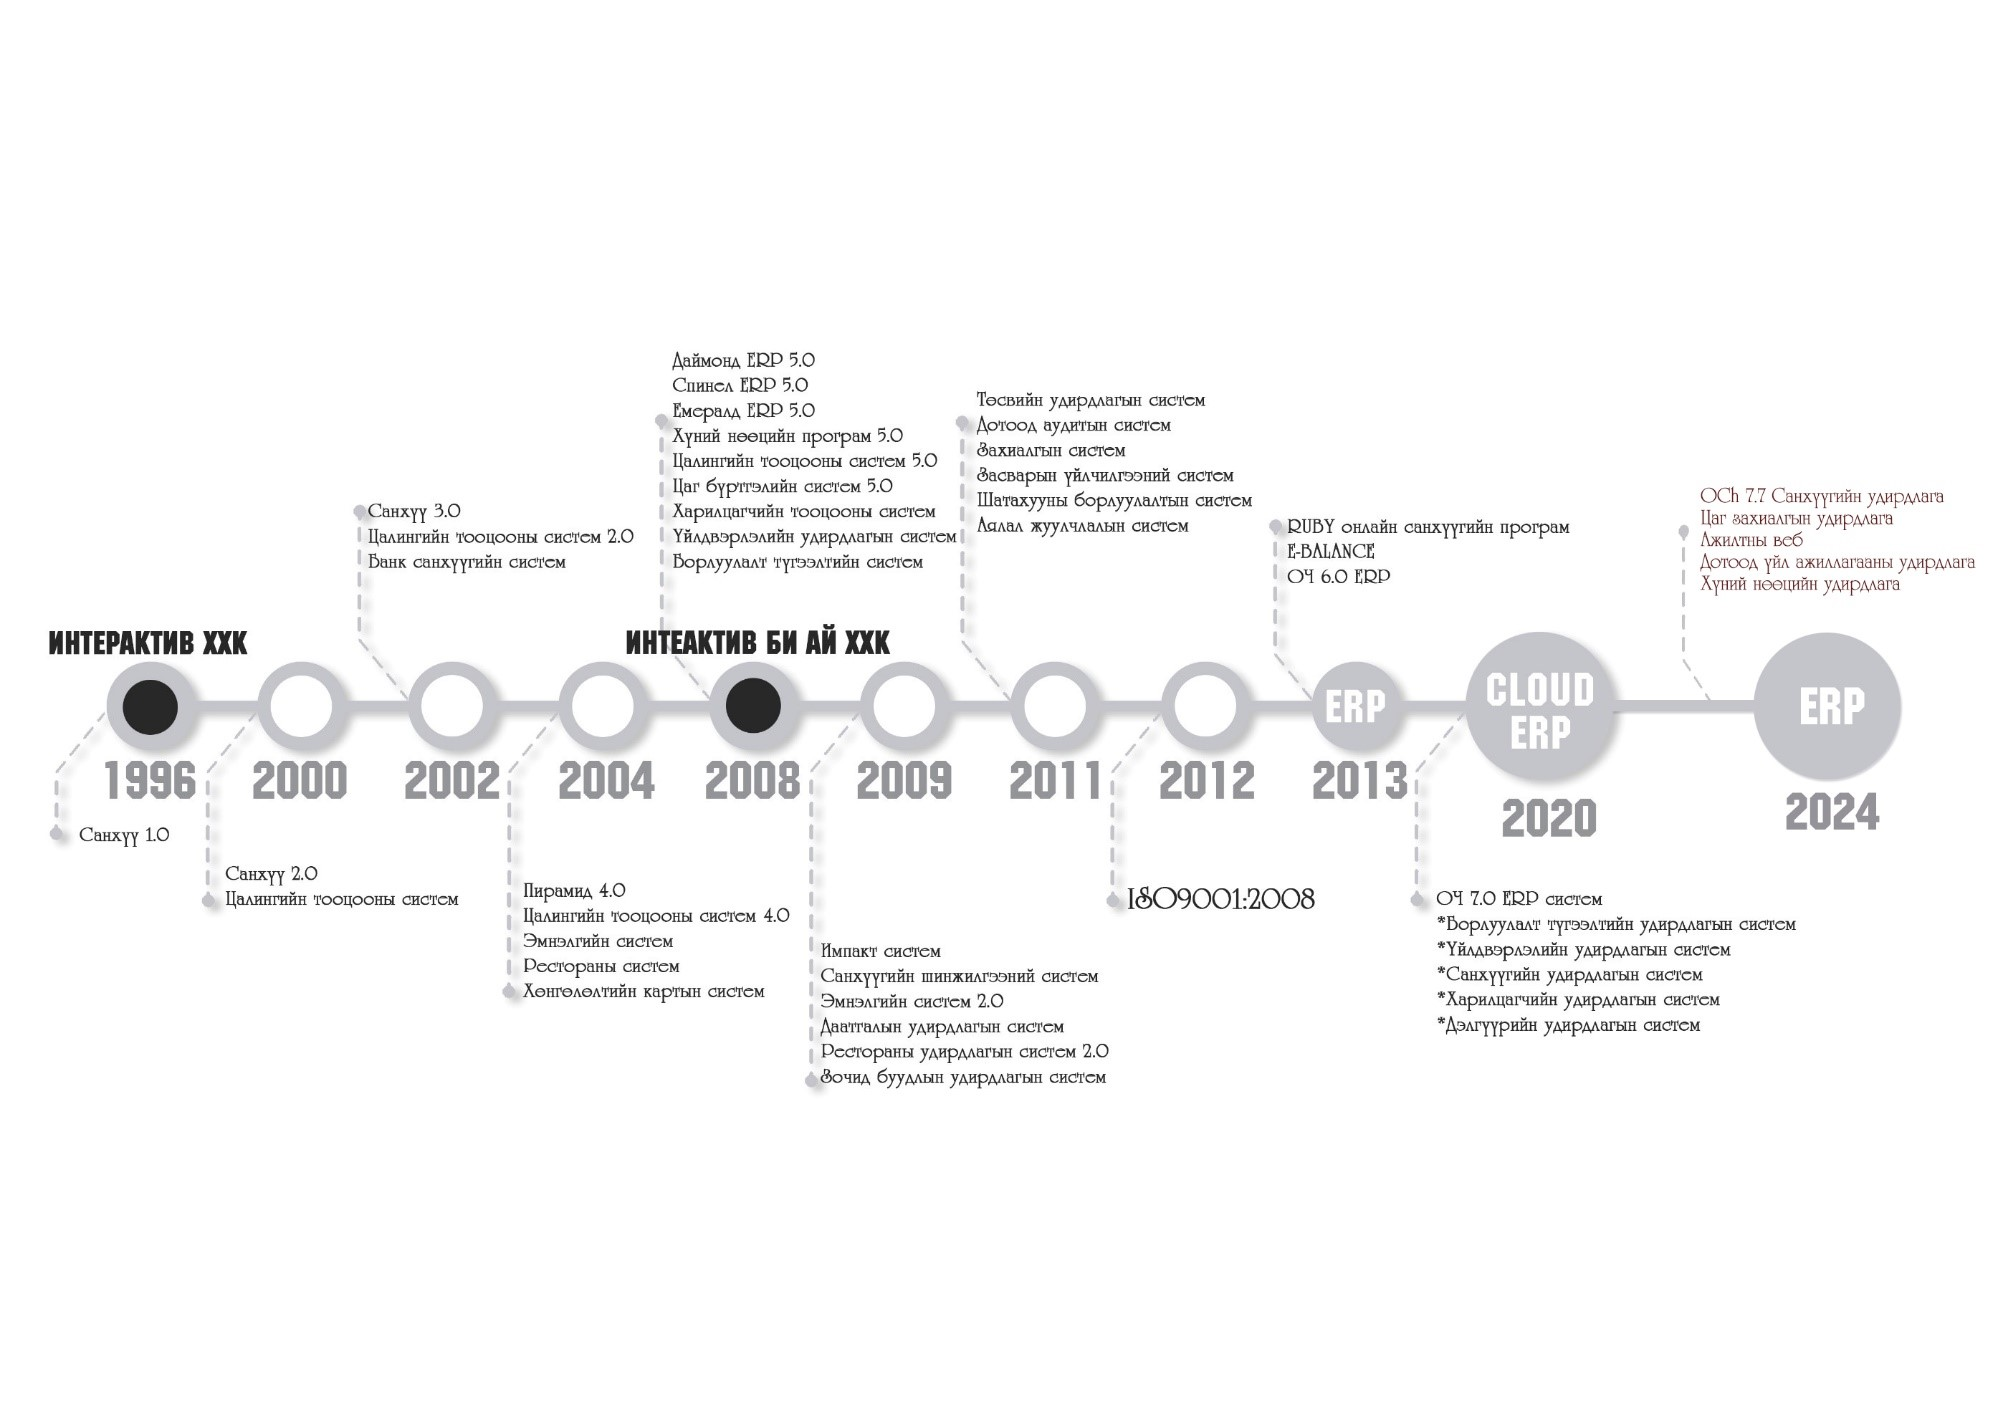 Даймонд ERP 5.0
Спинел ERP 5.0
Емералд ERP 5.0
Хүний нөөцийн програм 5.0
Цалингийн тооцооны систем 5.0
Цаг бүртгэлийн систем 5.0
Харилцагчийн тооцооны систем
Үйлдвэрлэлийн удирдлагын систем
Борлуулалт түгээлтийн систем
Төсвийн удирдлагын систем
Дотоод аудитын систем
Захиалгын систем
Засварын үйлчилгээний систем
Шатахууны борлуулалтын систем
Аялал жуулчлалын систем
Санхүү 3.0
Цалингийн тооцооны систем 2.0
Банк санхүүгийн систем
RUBY онлайн санхүүгийн програм
E-BALANCE
ОЧ 6.0 ERP
OCh 7.7 Санхүүгийн удирдлага
Цаг захиалгын удирдлага
Ажилтны веб
Дотоод үйл ажиллагааны удирдлага
Хүний нөөцийн удирдлага
ИНТЕРАКТИВ ХХК
ИНТЕАКТИВ БИ АЙ ХХК
ERP
CLOUD
ERP
ERP
1996
2000
2002
2004
2008
2009
2011
2012
2013
2020
2024
Санхүү 1.0
Санхүү 2.0
Цалингийн тооцооны систем
Пирамид 4.0
Цалингийн тооцооны систем 4.0
Эмнэлгийн систем
Рестораны систем
Хөнгөлөлтийн картын систем
Импакт систем
Санхүүгийн шинжилгээний систем
Эмнэлгийн систем 2.0
Даатгалын удирдлагын систем
Рестораны удирдлагын систем 2.0
Зочид буудлын удирдлагын систем
ISO9001:2008
ОЧ 7.0 ERP систем
*Борлуулалт түгээлтийн удирдлагын систем
*Үйлдвэрлэлийн удирдлагын систем
*Санхүүгийн удирдлагын систем
*Харилцагчийн удирдлагын систем
*Дэлгүүрийн удирдлагын систем